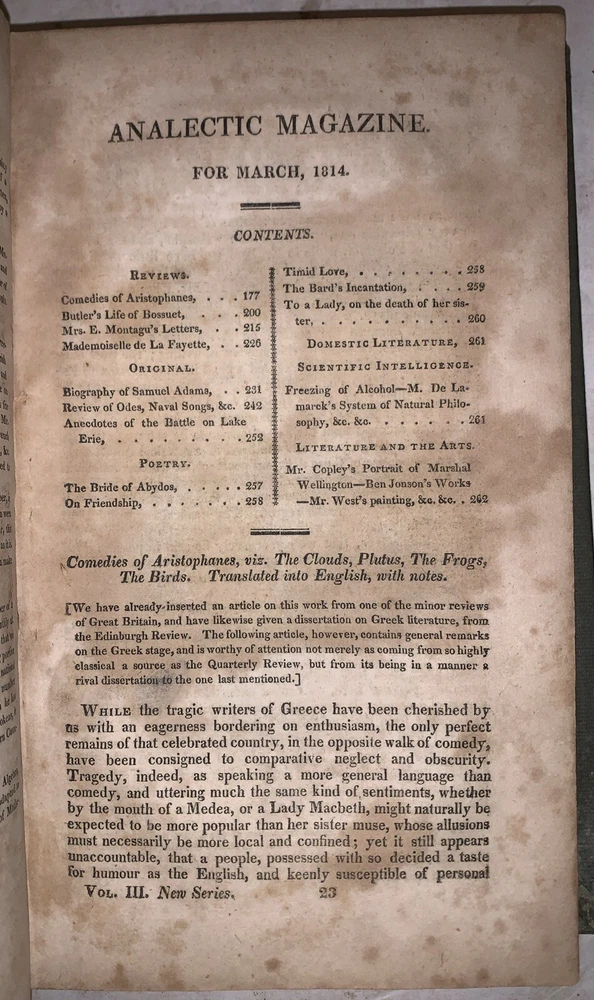 ANALECTIC MAGAZINE.
FOR MARCH, 1814.
CONTENTS.
REVIEWS.
Comedies of Aristophanes, . . . 177
Butler's Life of Bossuet, . . . 200
Mrs. E. Montagu's Letters, . . 215
Mademoiselle de La Fayette, . . 226
ORIGINAL.
Biography of Samuel Adams, . . 231
Review of Odes, Naval Songs, &c. 242
Anecdotes of the Battle on Lake
Erie, . . . . . . . . . 252
POETRY.
The Bride of Abydos, . . . . . 257
On Friendship, . . . . . . . 258
Timid Love, . . . . . . . . 258
The Bard's Incantation, . . . . 259
To a Lady, on the death of her sis-
ter, . . . . . . . . . . 260
DOMESTIC LITERATURE, 261
SCIENTIFIC INTELLIGENCE.
Freezing of Alcohol—M. De La-
marck's System of Natural Philo-
sophy, &c. &c. . . . . . . 261
LITERATURE AND THE ARTS.
Mr. Copley's Portrait of Marshal
Wellington—Ben Jonson's Works
—Mr. West's painting, &c. &c. . 262
Comedies of Aristophanes, viz. The Clouds, Plutus, The Frogs,
The Birds. Translated into English, with notes.
[We have already inserted an article on this work from one of the minor reviews
of Great Britain, and have likewise given a dissertation on Greek literature, from
the Edinburgh Review. The following article, however, contains general remarks
on the Greek stage, and is worthy of attention not merely as coming from so highly
classical a source as the Quarterly Review, but from its being in a manner a
rival dissertation to the one last mentioned.]
WHILE the tragic writers of Greece have been cherished by
us with an eagerness bordering on enthusiasm, the only perfect
remains of that celebrated country, in the opposite walk of comedy,
have been consigned to comparative neglect and obscurity.
Tragedy, indeed, as speaking a more general language than
comedy, and uttering much the same kind of sentiments, whether
by the mouth of a Medea, or a Lady Macbeth, might naturally be
expected to be more popular than her sister muse, whose allusions
must necessarily be more local and confined; yet it still appears
unaccountable, that a people, possessed with so decided a taste
for humour as the English, and keenly susceptible of personal
VOL. III. New Series. 23